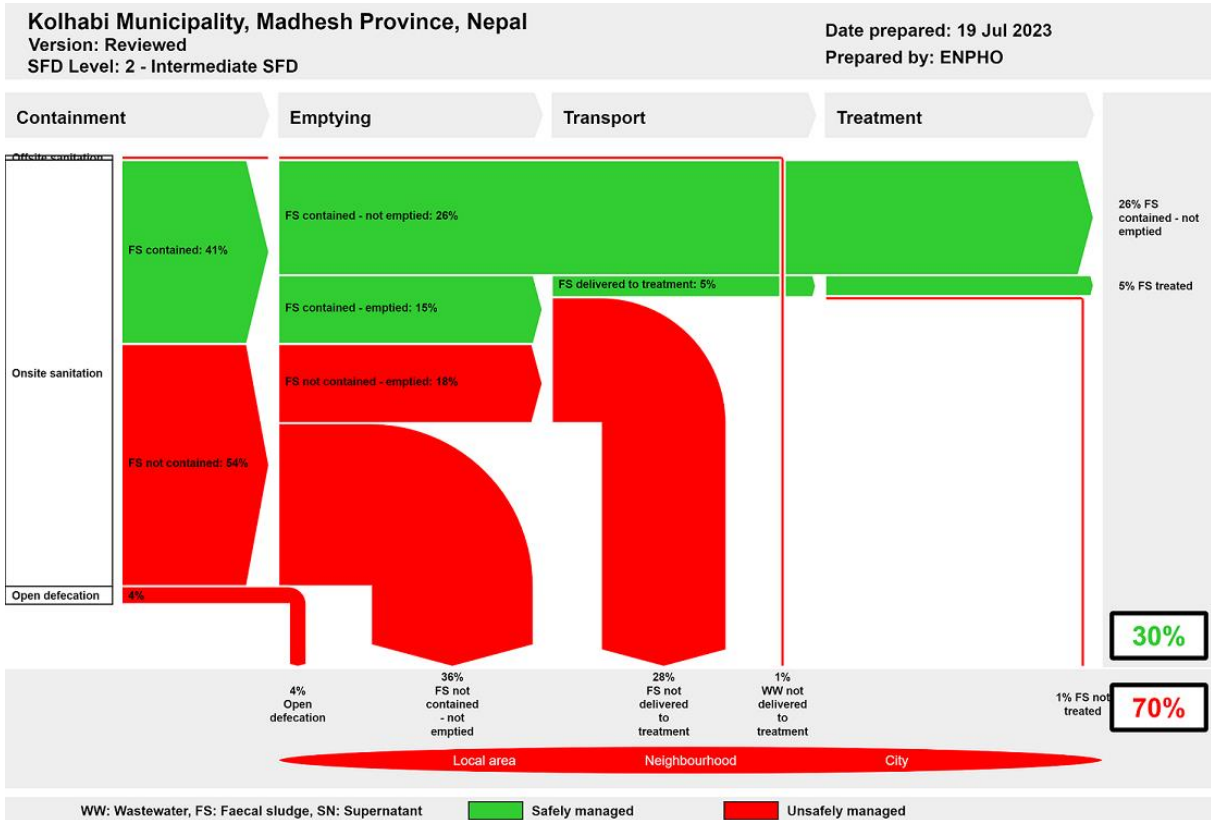 Kolhabi Municipality, Madhesh Province, Nepal
Version: Reviewed
SFD Level: 2 - Intermediate SFD
Date prepared: 19 Jul 2023
Prepared by: ENPHO
Containment
Emptying
Transport
Treatment
Offsite sanitation
FS contained: 41%
FS contained - not emptied: 26%
26% FS
contained - not
emptied
FS contained - emptied: 15%
FS delivered to treatment: 5%
5% FS treated
Onsite sanitation
FS not contained - emptied: 18%
FS not contained: 54%
Open defecation
4%
30%
4%
Open
defecation
36%
FS not
contained
- not
emptied
28%
FS not
delivered
to
treatment
1%
WW not
delivered
to
treatment
1% FS not
treated
70%
Local area
Neighbourhood
City
WW: Wastewater, FS: Faecal sludge, SN: Supernatant
Safely managed
Unsafely managed